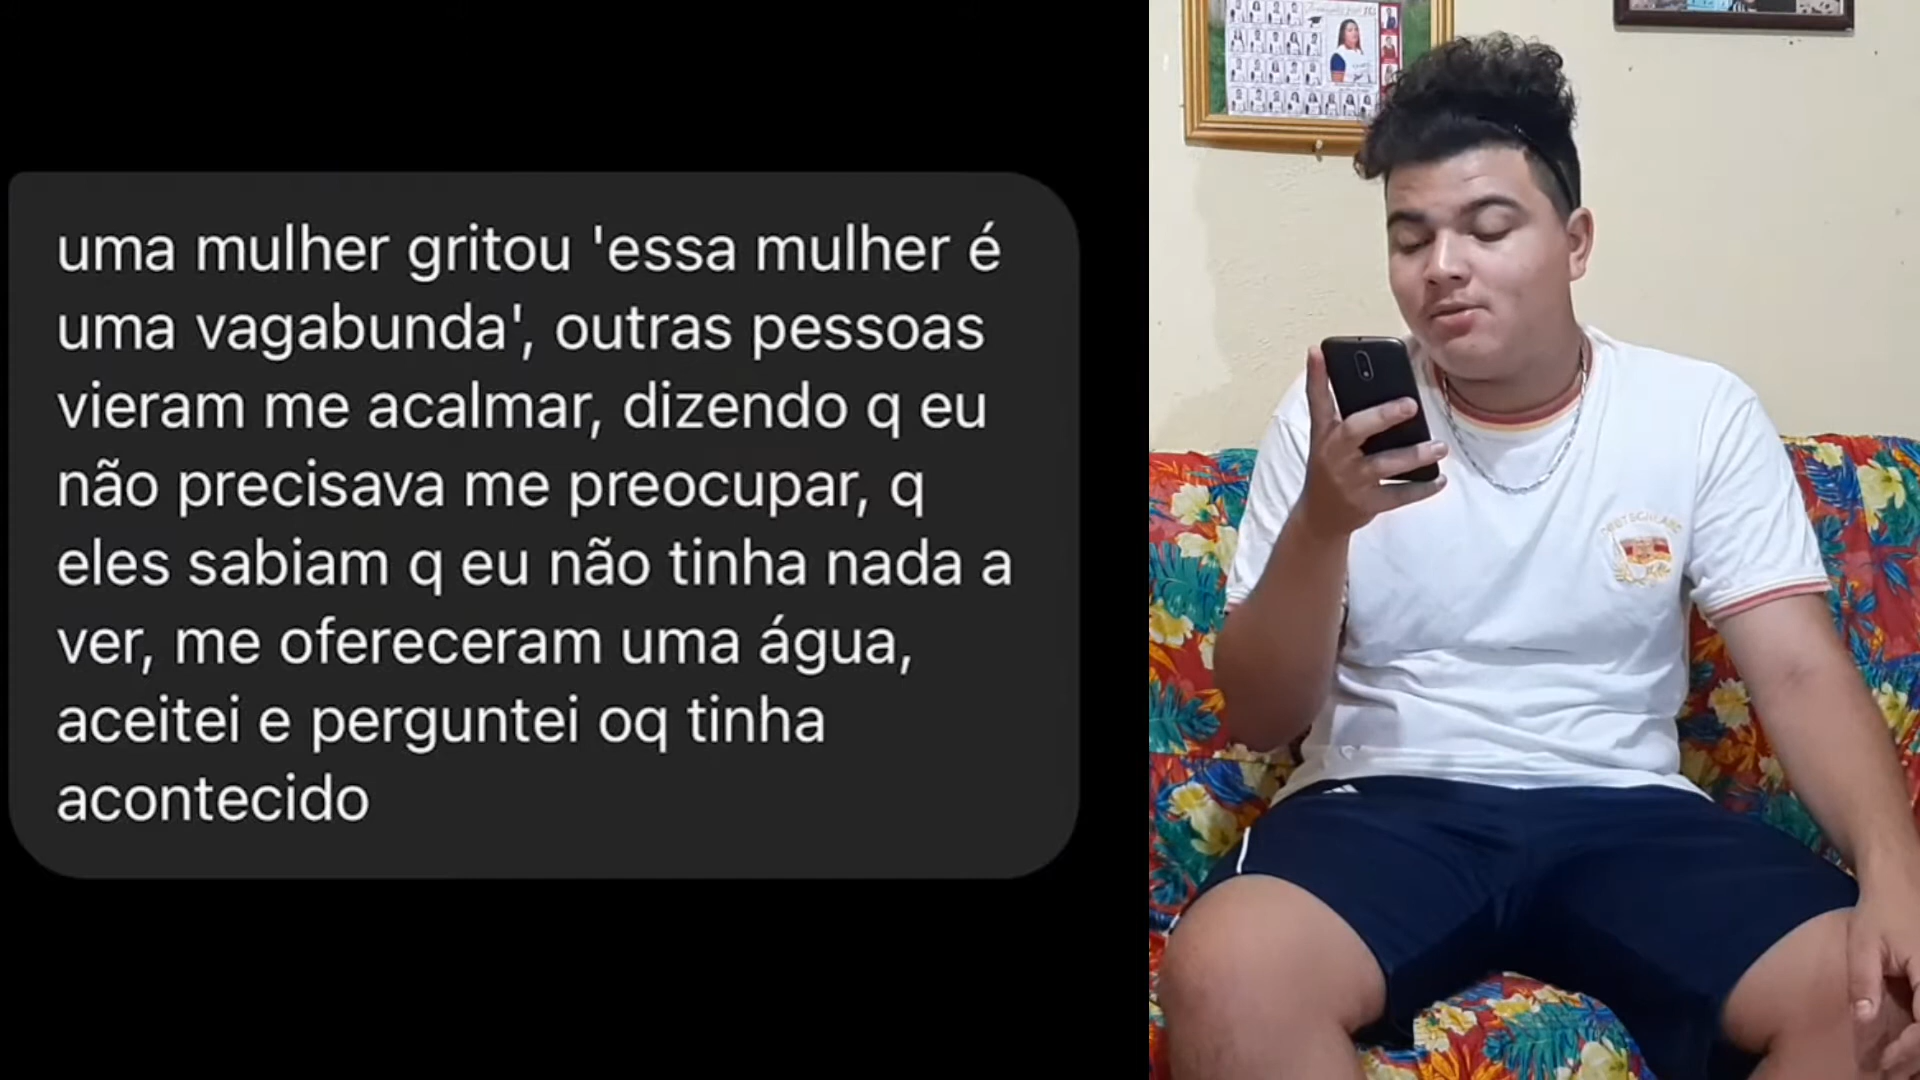 uma mulher gritou 'essa mulher é
uma vagabunda', outras pessoas
vieram me acalmar, dizendo q eu
não precisava me preocupar, q
eles sabiam q eu não tinha nada a
ver, me ofereceram uma água,
aceitei e perguntei oq tinha
acontecido
DEUTSCHLAND